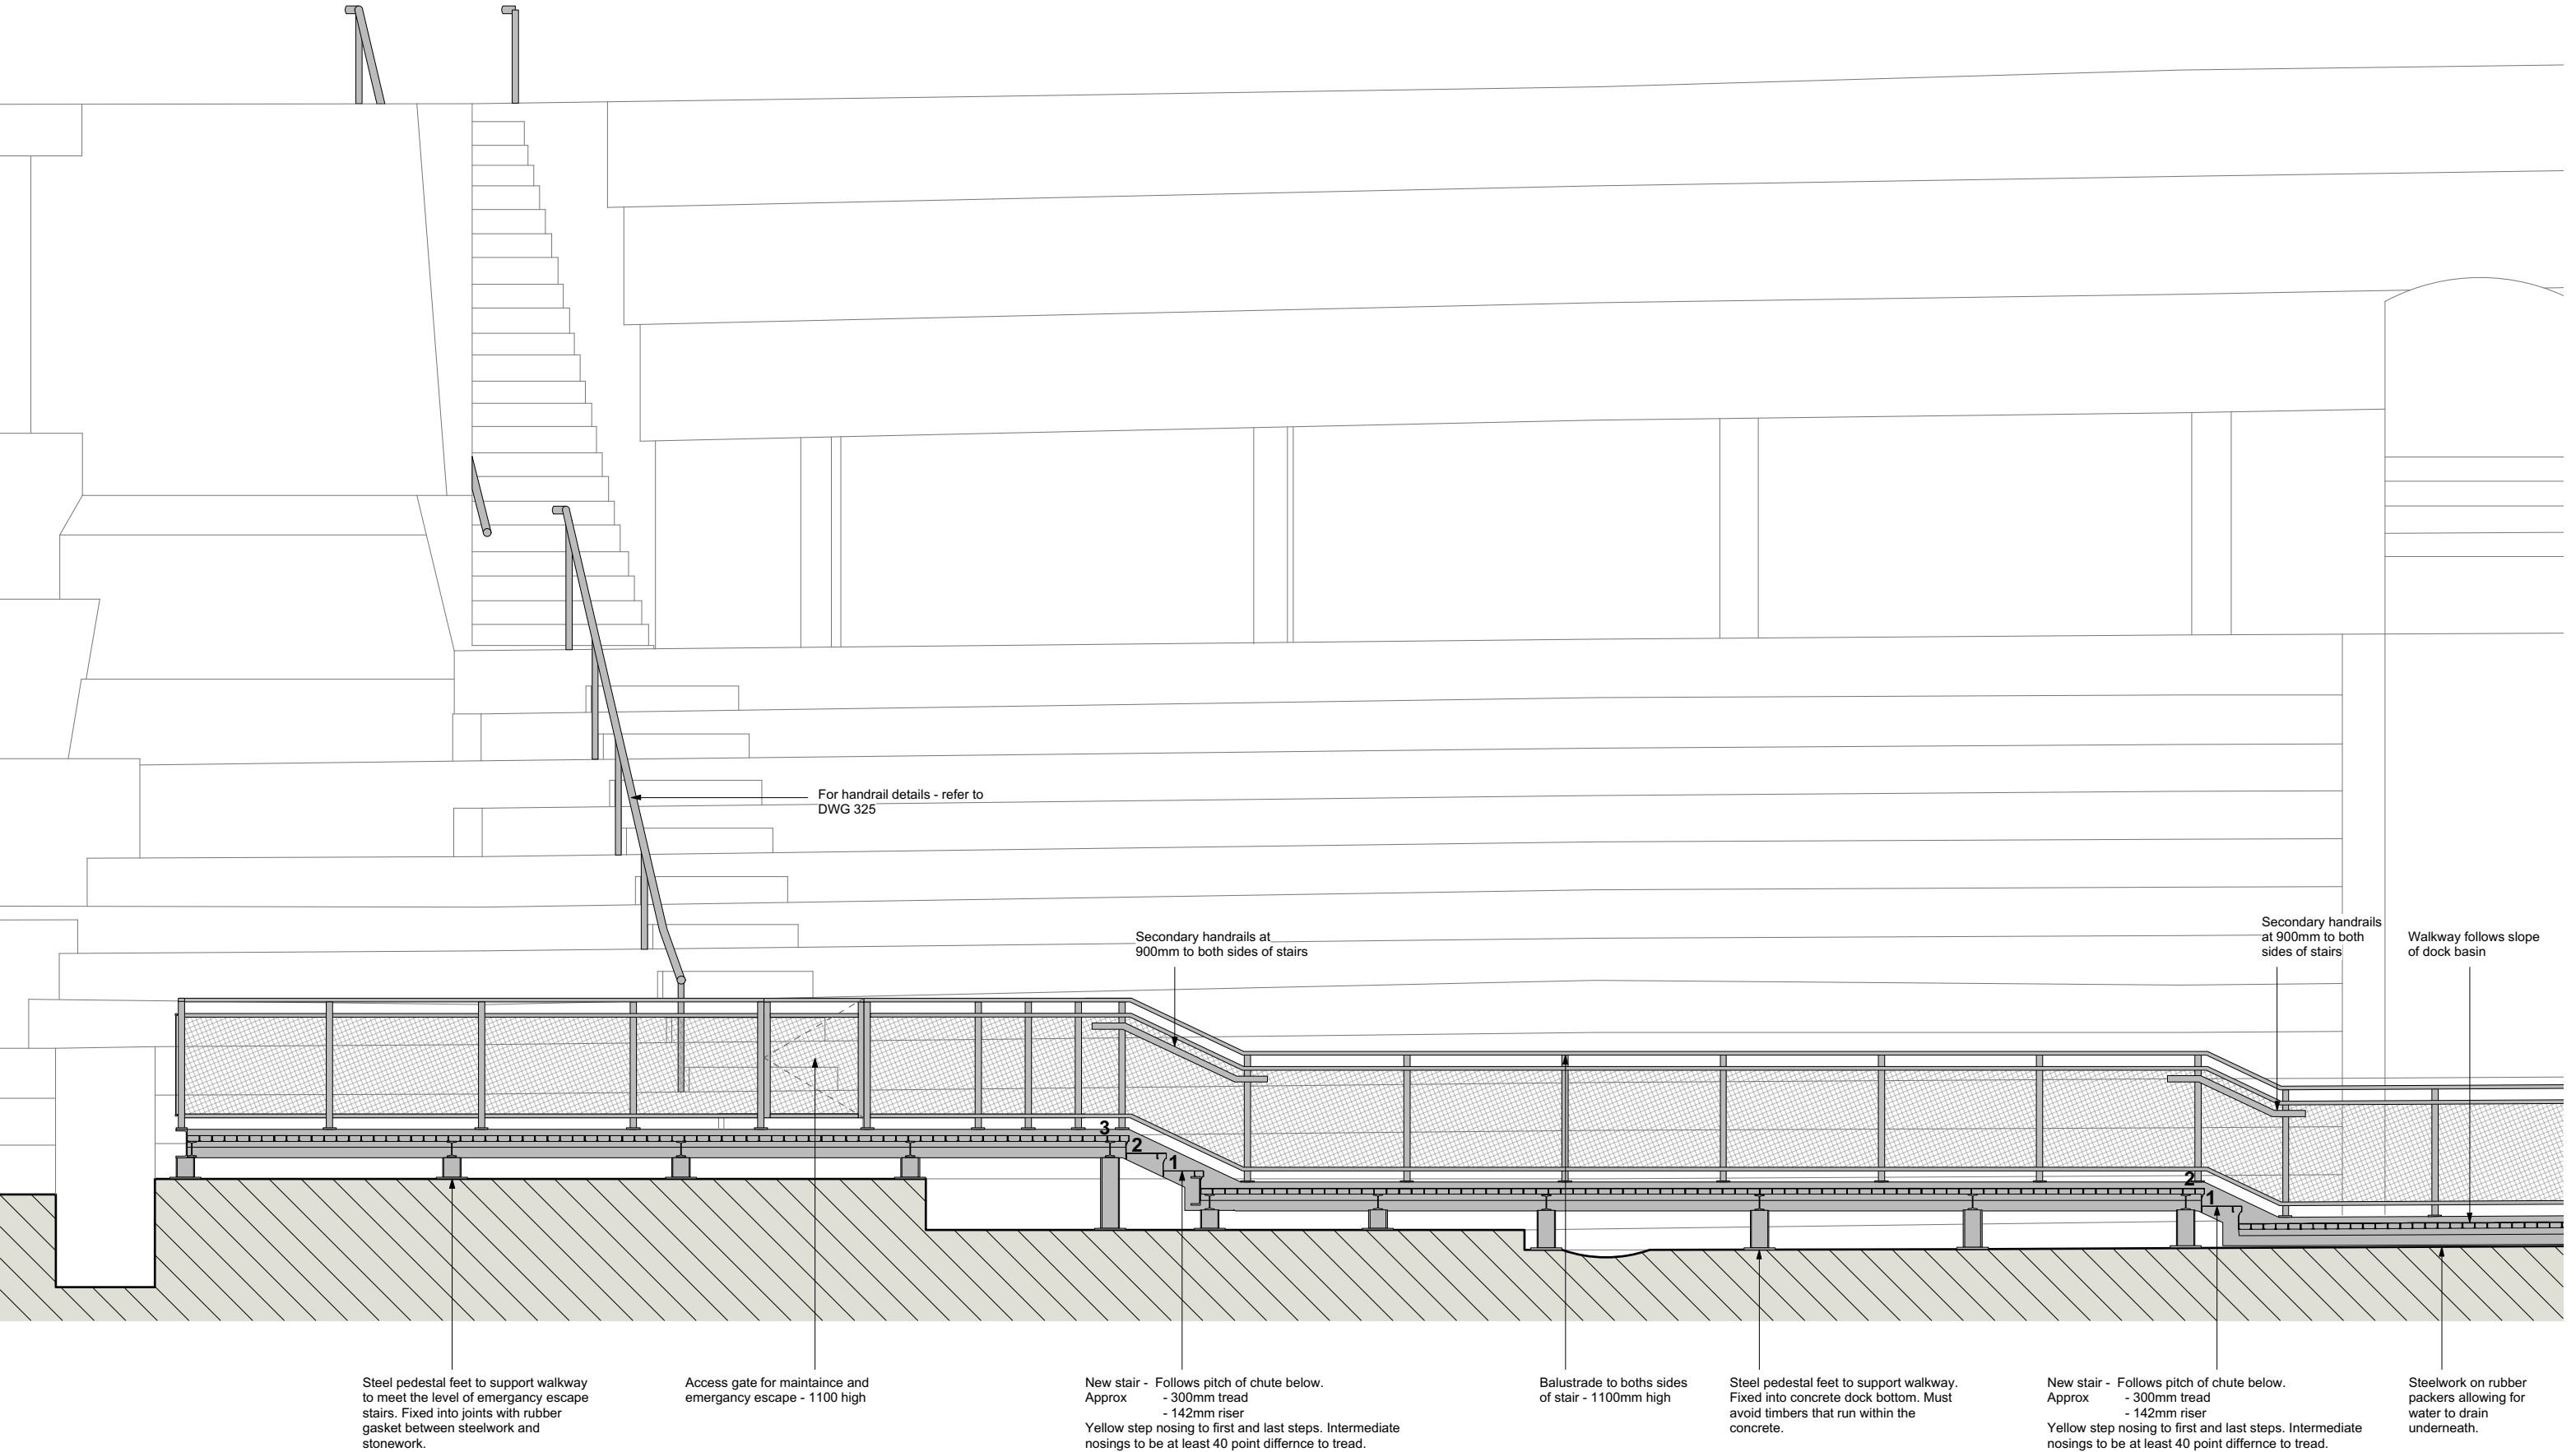 For handrail details - refer to
DWG 325
Secondary handrails at
900mm to both sides of stairs
Secondary handrails
at 900mm to both
sides of stairs
Walkway follows slope
of dock basin
3
2
1
2
1
Steel pedestal feet to support walkway
to meet the level of emergancy escape
stairs. Fixed into joints with rubber
gasket between steelwork and
stonework.
Access gate for maintaince and
emergancy escape - 1100 high
New stair - Follows pitch of chute below.
Approx - 300mm tread
- 142mm riser
Yellow step nosing to first and last steps. Intermediate
nosings to be at least 40 point differnce to tread.
Balustrade to boths sides
of stair - 1100mm high
Steel pedestal feet to support walkway.
Fixed into concrete dock bottom. Must
avoid timbers that run within the
concrete.
New stair - Follows pitch of chute below.
Approx - 300mm tread
- 142mm riser
Yellow step nosing to first and last steps. Intermediate
nosings to be at least 40 point differnce to tread.
Steelwork on rubber
packers allowing for
water to drain
underneath.